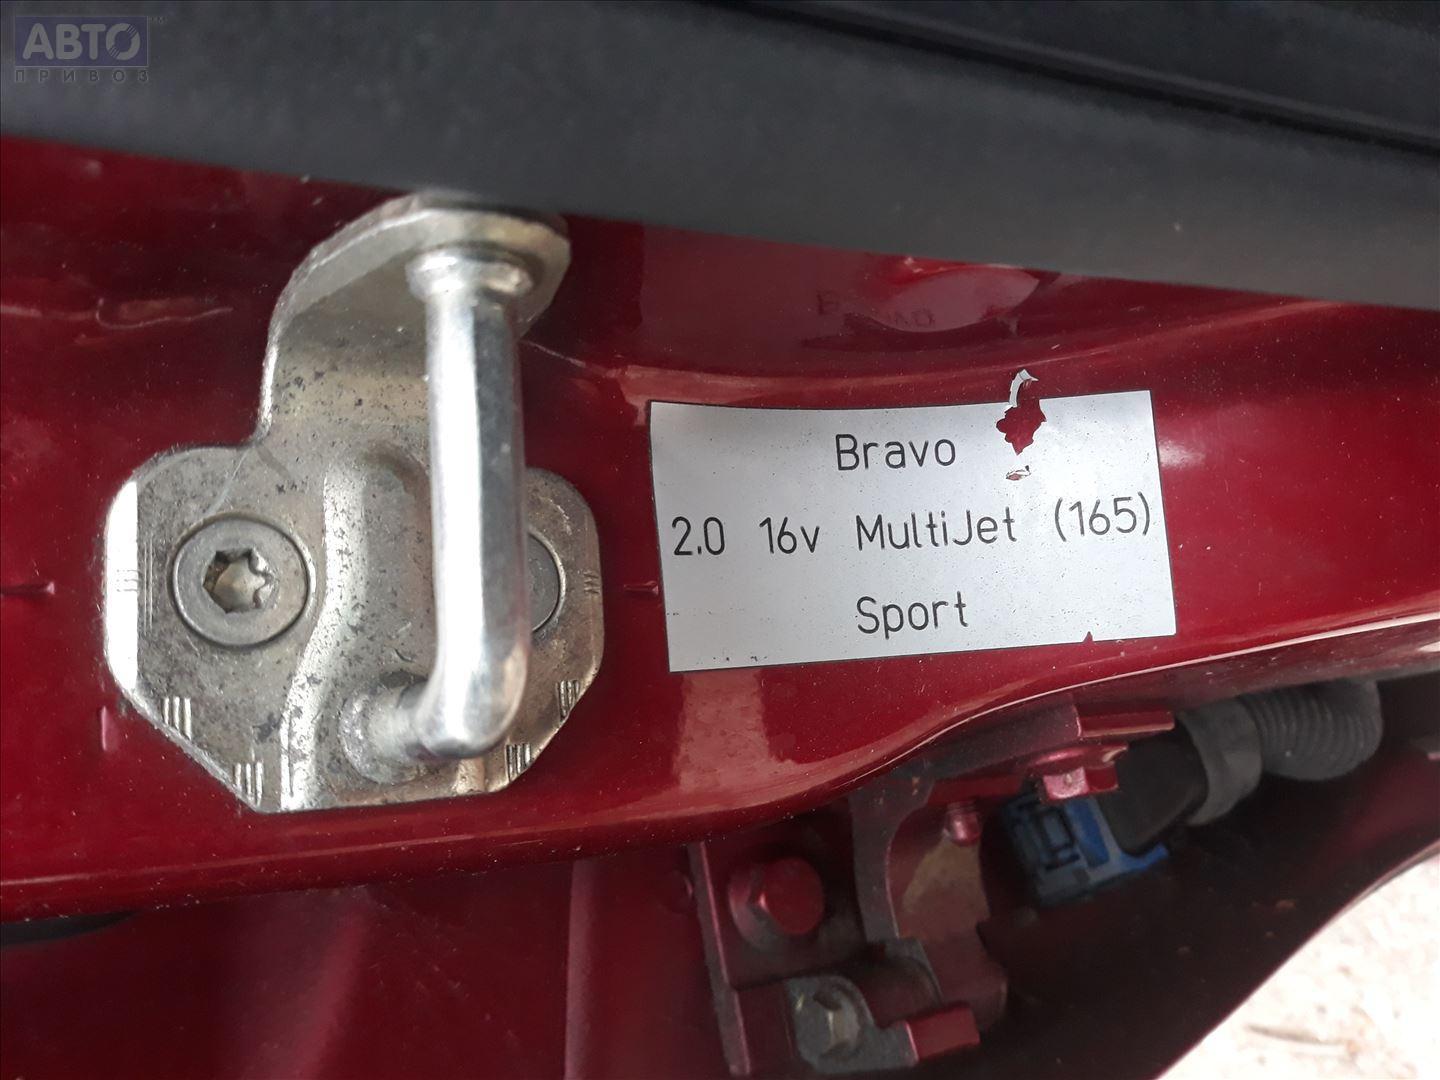 АВТО
ПРИВОЗ
Bravo
2.0 16v MultiJet (165)
Sport